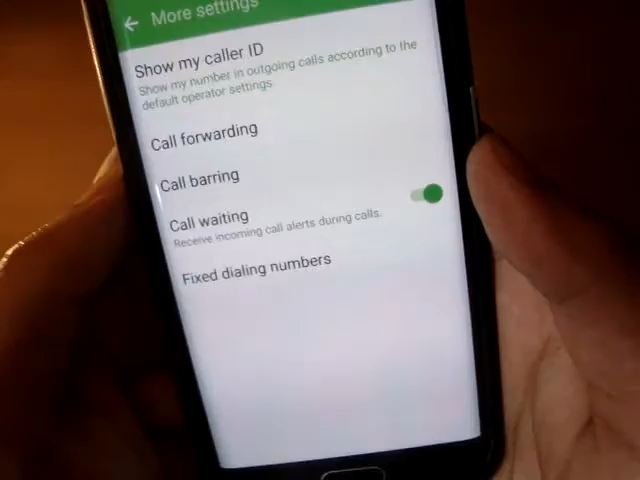 More settings
Show my caller ID
Show my number in outgoing calls according to the
default operator settings.
Call forwarding
Call barring
Call waiting
Receive incoming call alerts during calls.
Fixed dialing numbers